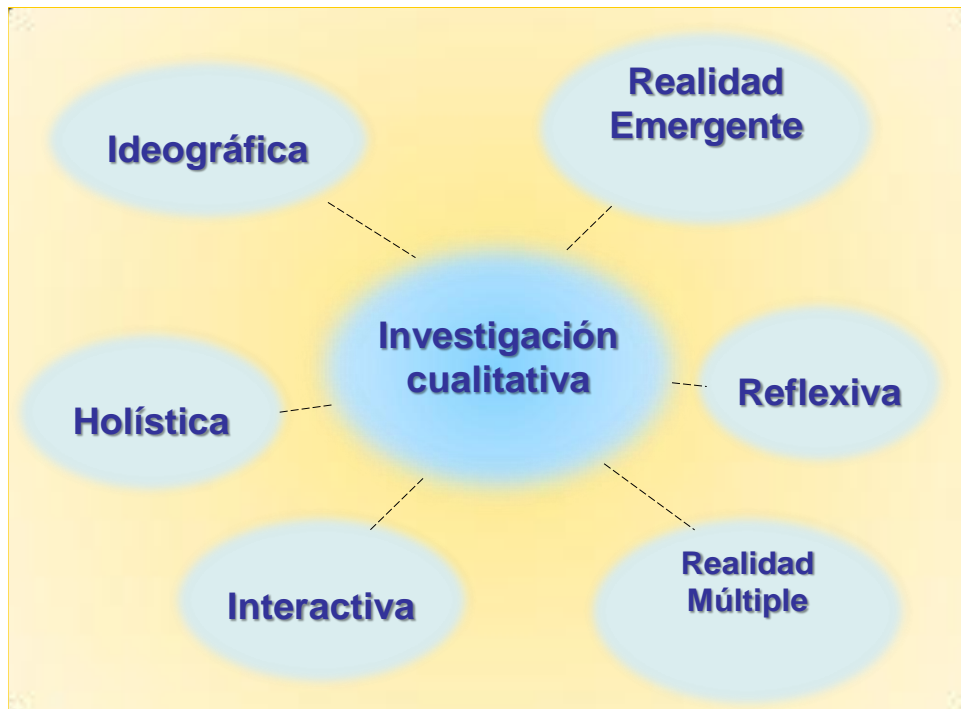 Ideográfica
Realidad
Emergente
Investigación
cualitativa
Holística
Reflexiva
Interactiva
Realidad
Múltiple